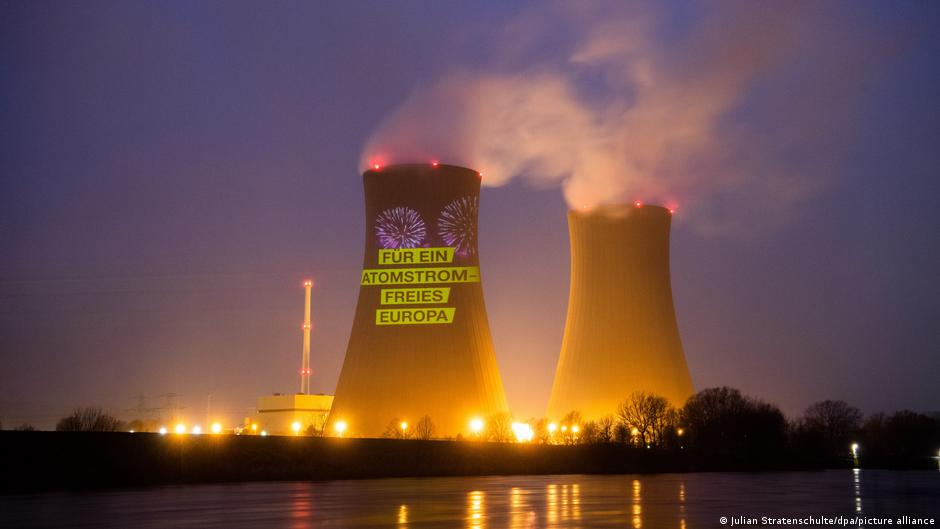 FÜR EIN
ATOMSTROM-
FREIES
EUROPA
© Julian Stratenschulte/dpa/picture alliance